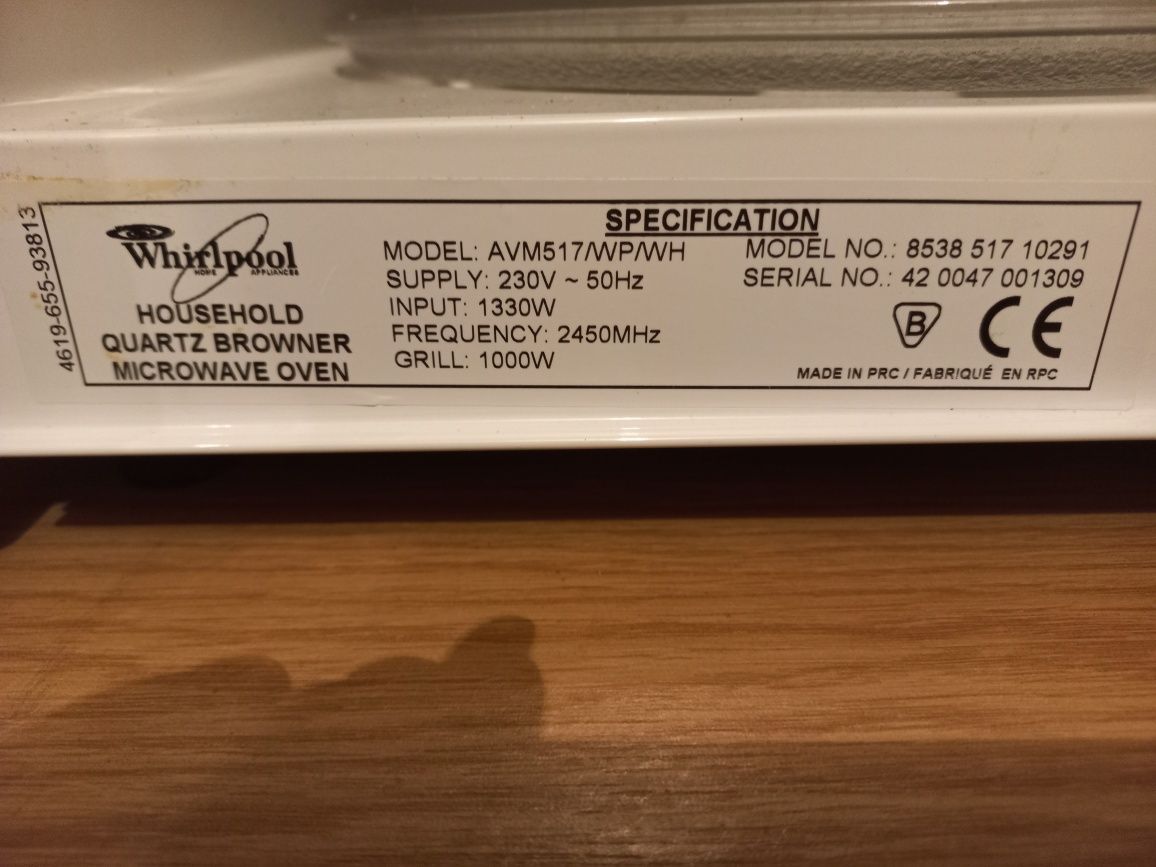 SPECIFICATION
Whirlpool
HOME APPLIANCES
HOUSEHOLD
QUARTZ BROWNER
MICROWAVE OVEN
MODEL: AVM517/WP/WH
SUPPLY: 230V ~ 50Hz
INPUT: 1330W
FREQUENCY: 2450MHz
GRILL: 1000W
MODEL NO.: 8538 517 10291
SERIAL NO.: 42 0047 001309
B CE
MADE IN PRC / FABRIQUÉ EN RPC
4619-655-93813